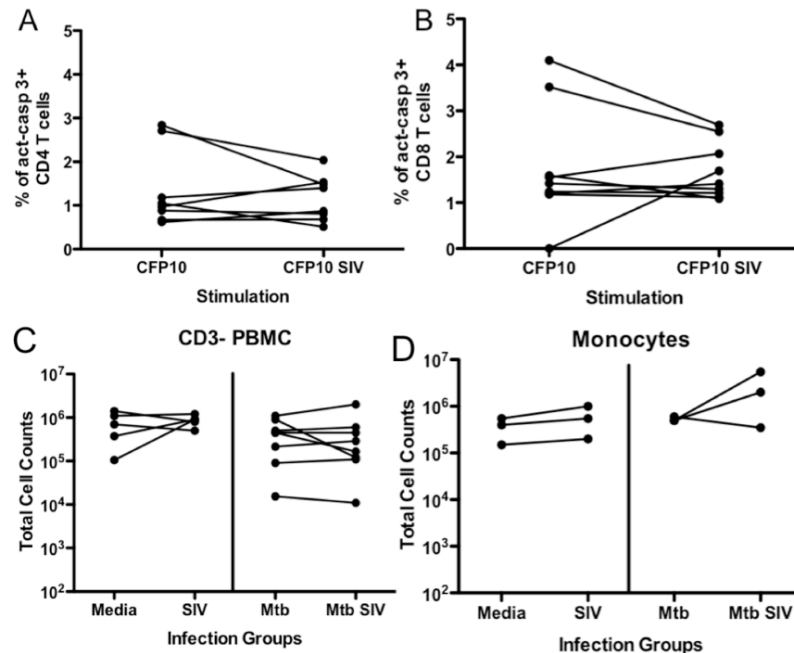 A
% of act-casp 3+
CD4 T cells
5
4
3
2
1
0
CFP10
CFP10 SIV
Stimulation
B
% of act-casp 3+
CD8 T cells
5
4
3
2
1
0
CFP10
CFP10 SIV
Stimulation
C
CD3- PBMC
Total Cell Counts
10⁷
10⁶
10⁵
10⁴
10³
10²
Media
SIV
Mtb
Mtb SIV
Infection Groups
D
Monocytes
Total Cell Counts
10⁷
10⁶
10⁵
10⁴
10³
10²
Media
SIV
Mtb
Mtb SIV
Infection Groups